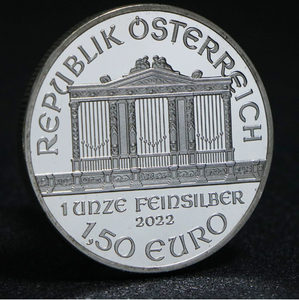 REPUBLIK ÖSTERREICH
1 UNZE FEINSILBER
2022
1,50 EURO